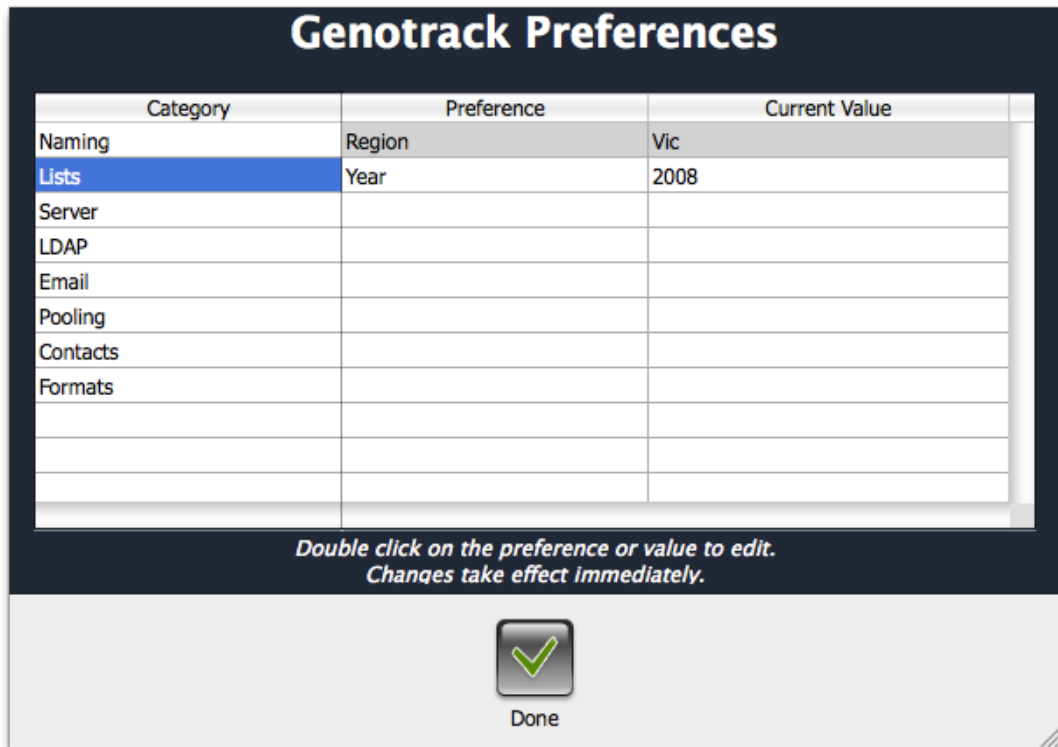 Genotrack Preferences
Category Preference Current Value
Naming Region Vic
Lists Year 2008
Server
LDAP
Email
Pooling
Contacts
Formats
Double click on the preference or value to edit.
Changes take effect immediately.
Done